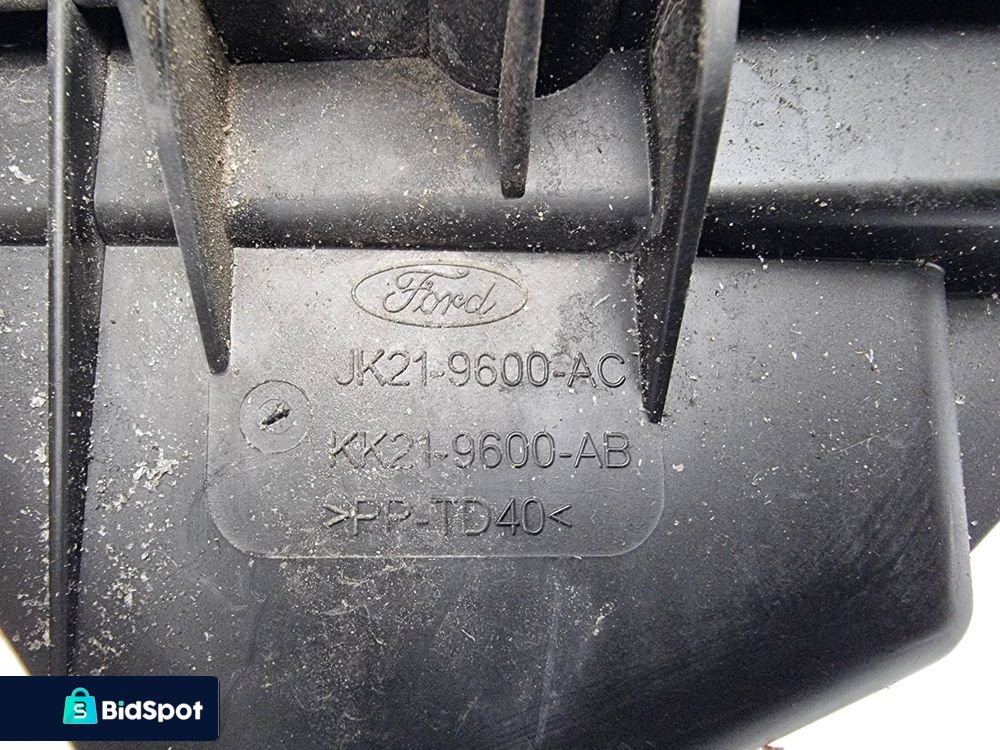 Ford
JK21-9600-AC
KK21-9600-AB
>PP-TD40<
BidSpot